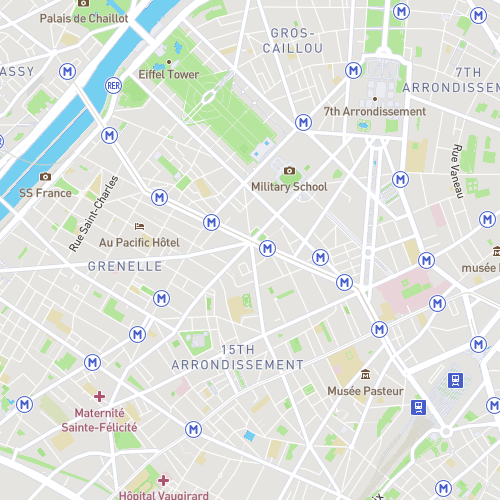 Palais de Chaillot
GROS-
CAILLOU
ASSY
M
M
M
RER
Eiffel Tower
7TH
ARRONDISSEMENT
7th Arrondissement
M
M
M
M
Rue Vaneau
Military School
M
SS France
Rue Saint-Charles
M
M
M
Au Pacific Hôtel
M
M
M
musée
GRENELLE
M
M
M
M
M
15TH
ARRONDISSEMENT
M
M
M
Musée Pasteur
Maternité
Sainte-Félicité
M
M
M
M
Hôpital Vaugirard